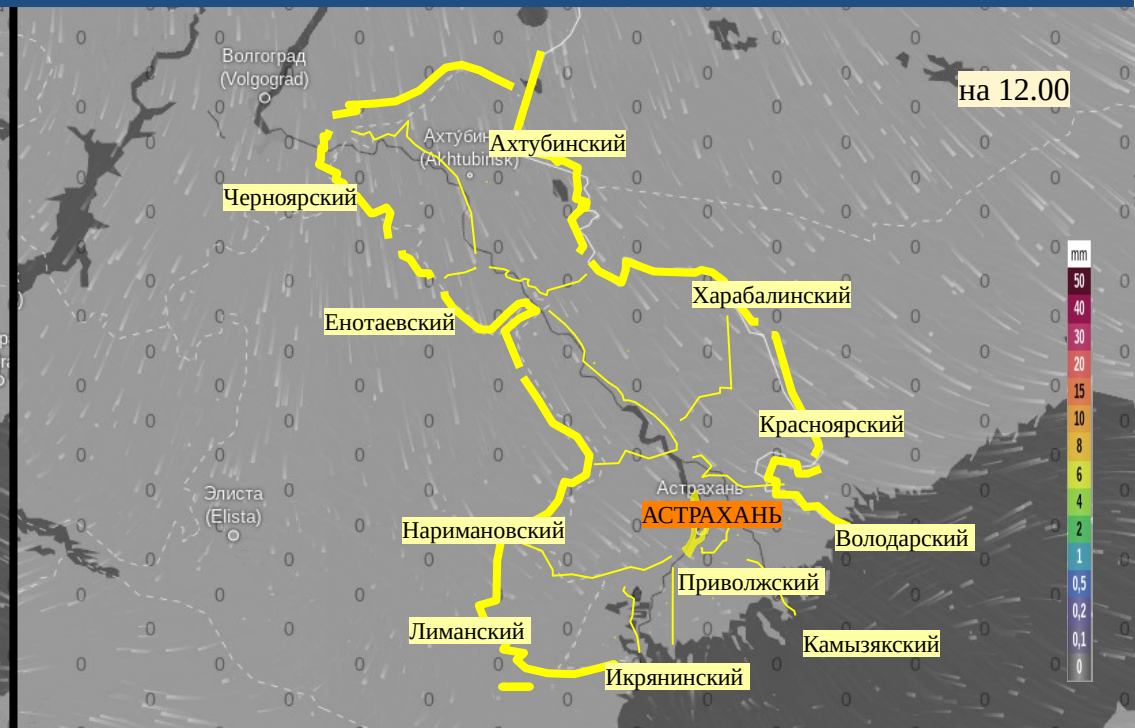 Волгоград
(Volgograd)
на 12.00
(Akhtubinsk)
Ахтубинский
Черноярский
mm
50
40
30
20
15
10
8
6
4
2
1
0,5
0,2
0,1
0
Харабалинский
Енотаевский
Красноярский
Элиста
(Elista)
Астрахань
АСТРАХАНЬ
Наримановский
Володарский
Приволжский
Лиманский
Камызякский
Икрянинский